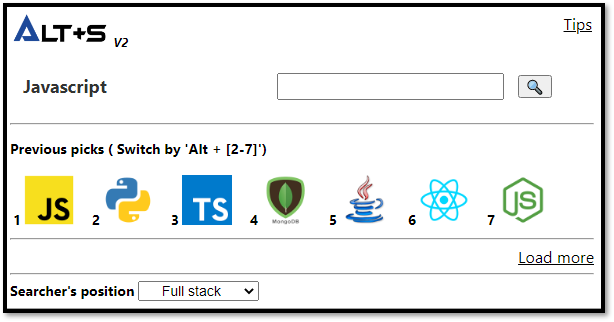 ALT+S V2
Tips
Javascript
Previous picks ( Switch by 'Alt + [2-7]')
1 JS 2 3 TS 4 MongoDB 5 6 7 JS
Load more
Searcher's position Full stack